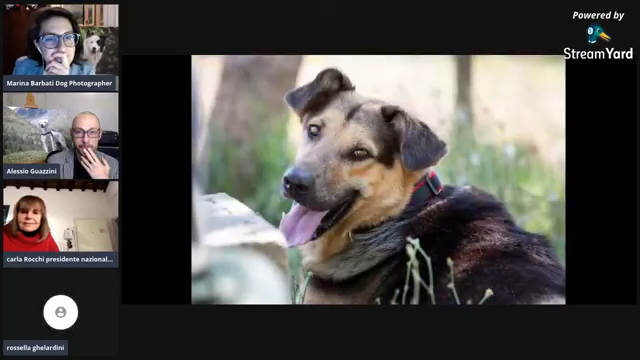 Powered by
StreamYard
Marina Barbati Dog Photographer
Alessio Guazzini
carla Rocchi presidente nazional...
rossella ghelardini